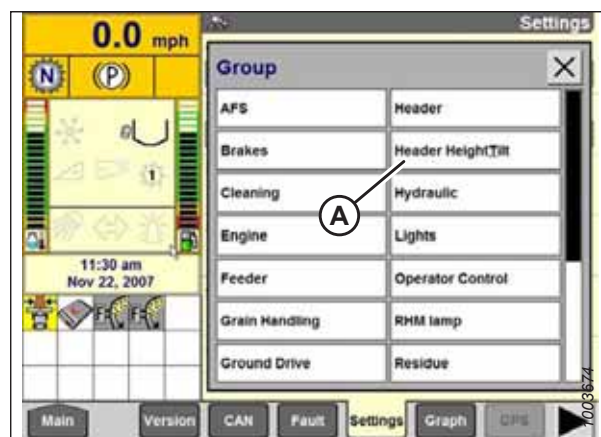 0.0 mph
Settings
N
P
Group
X
AFS
Header
Brakes
Header Height Tilt
Cleaning
Hydraulic
A
Engine
Lights
Feeder
Operator Control
Grain Handling
RHM lamp
Ground Drive
Residue
1
11:30 am
Nov 22, 2007
F
F
Main
Version
CAN
Fault
Settings
Graph
GPS
1003674